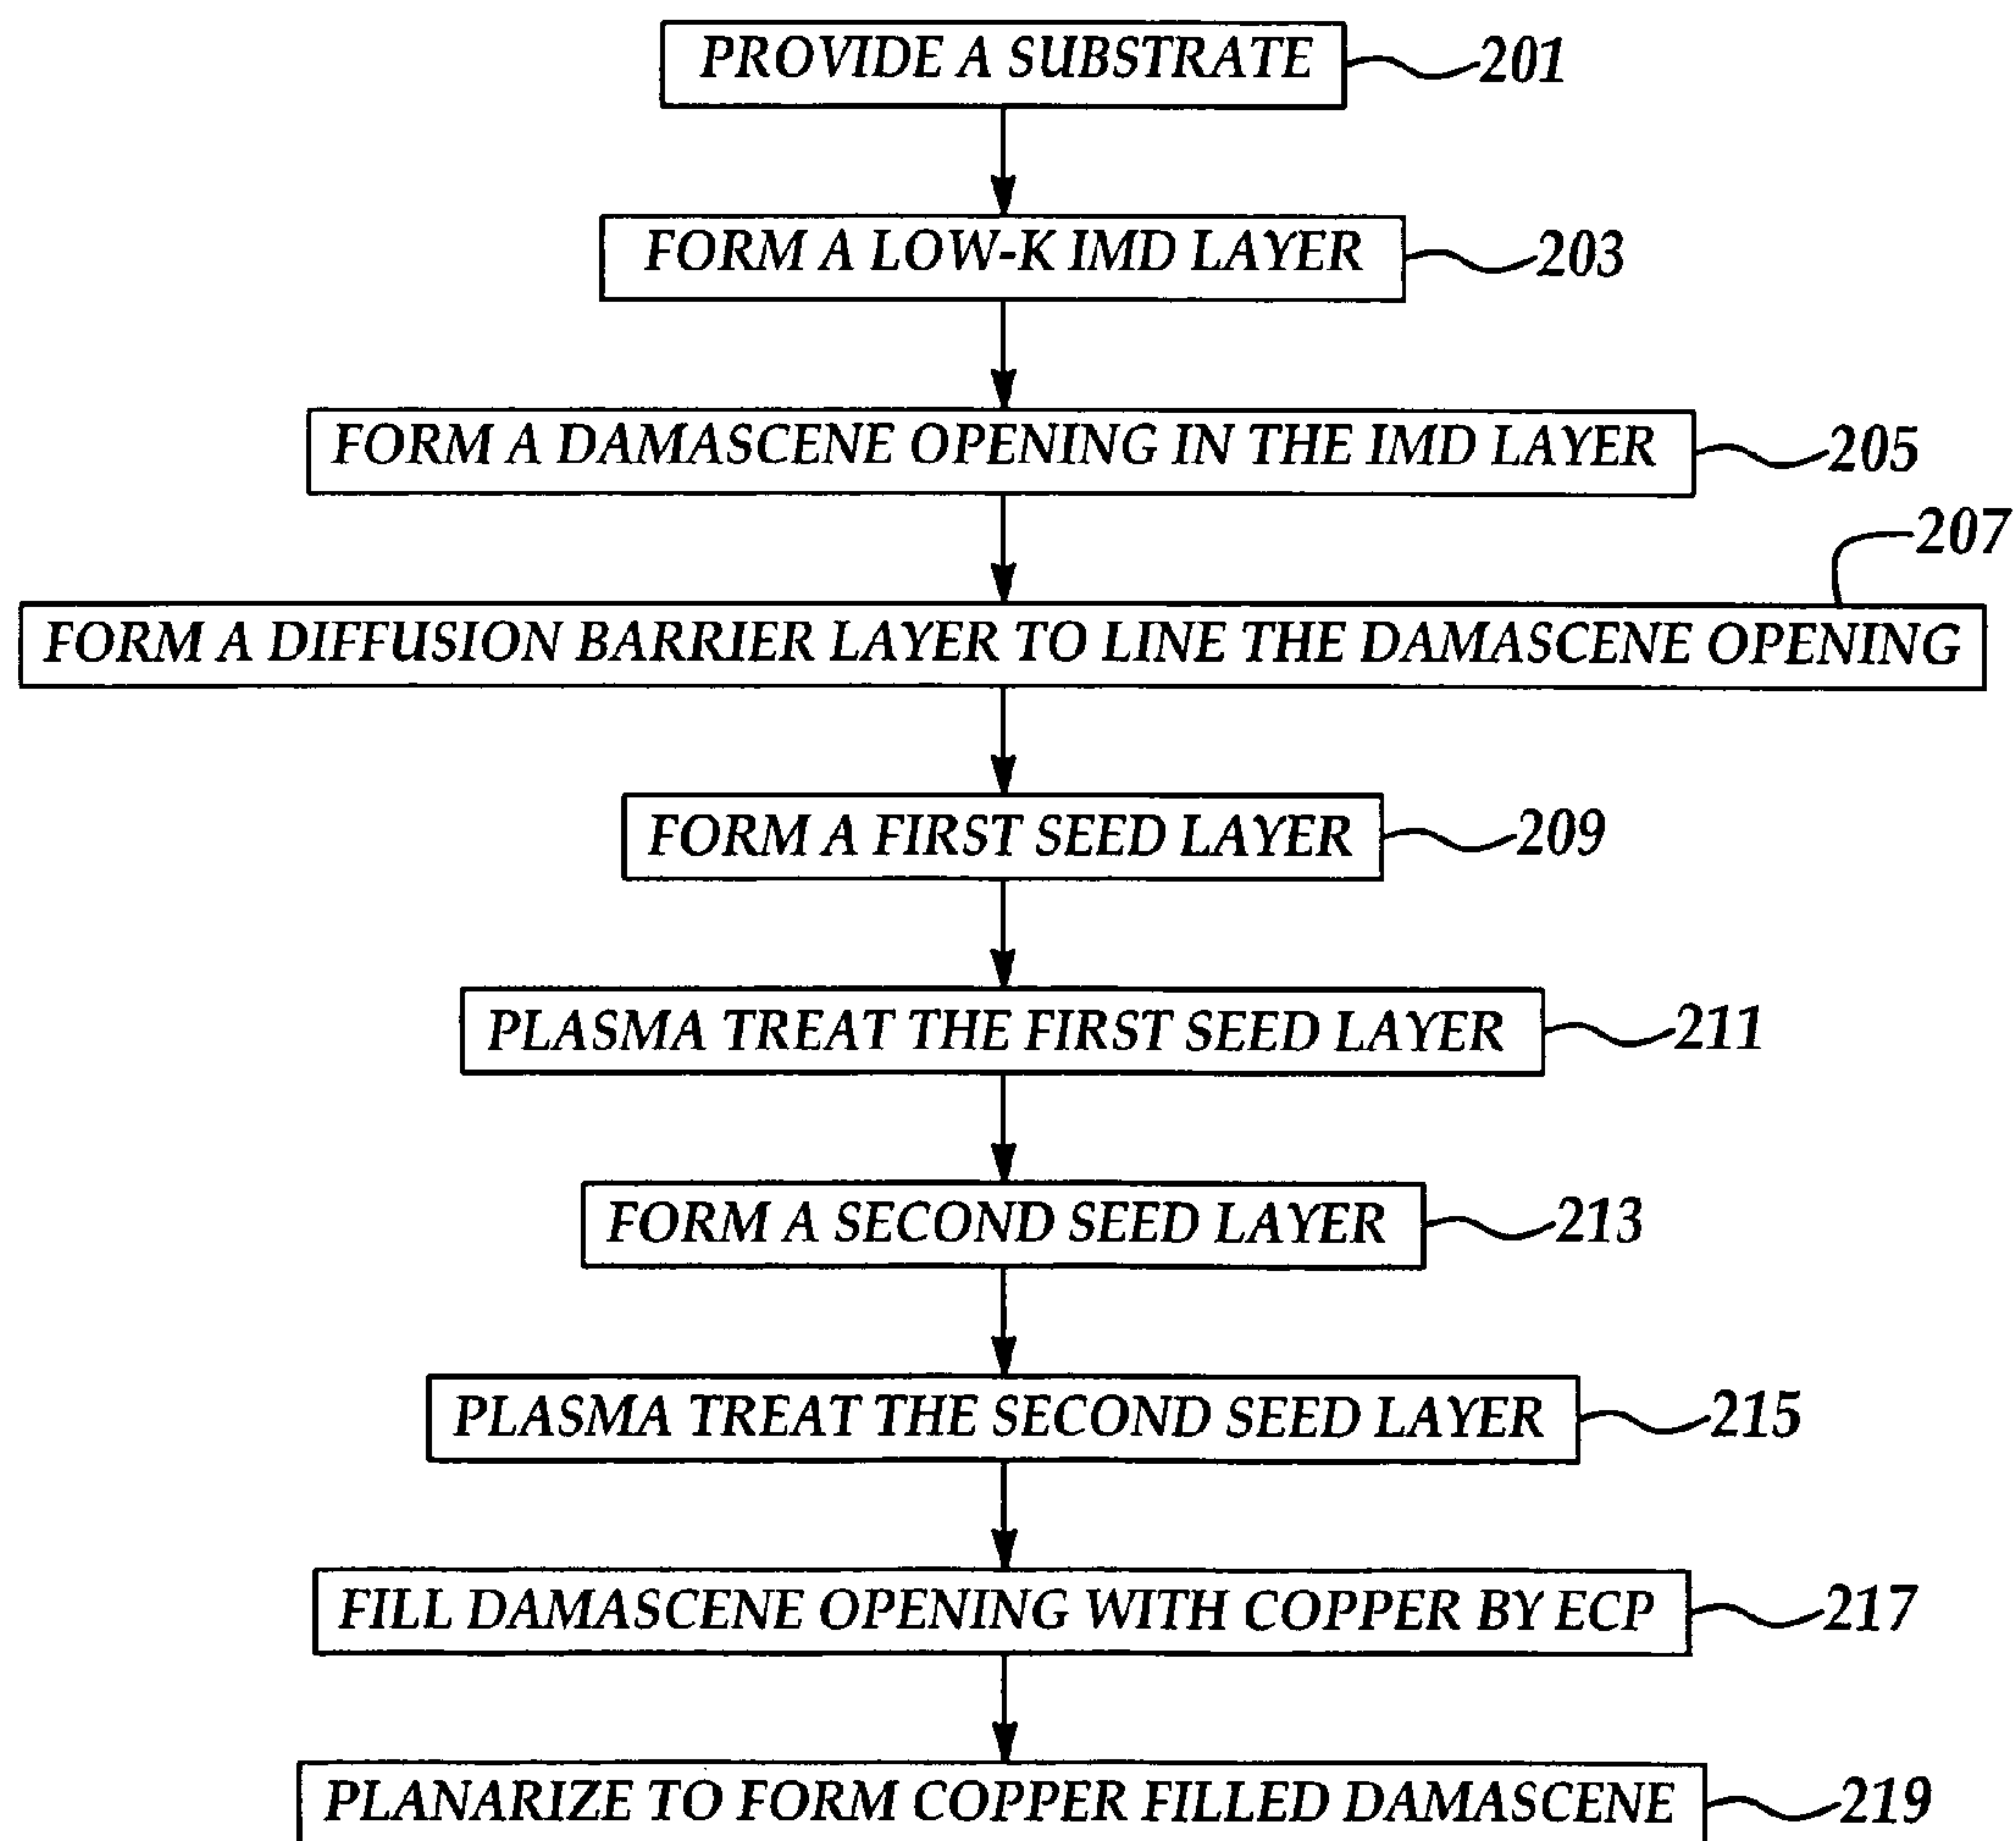 PROVIDE A SUBSTRATE 201
FORM A LOW-K IMD LAYER 203
FORM A DAMASCENE OPENING IN THE IMD LAYER 205
207
FORM A DIFFUSION BARRIER LAYER TO LINE THE DAMASCENE OPENING
FORM A FIRST SEED LAYER 209
PLASMA TREAT THE FIRST SEED LAYER 211
FORM A SECOND SEED LAYER 213
PLASMA TREAT THE SECOND SEED LAYER 215
FILL DAMASCENE OPENING WITH COPPER BY ECP 217
PLANARIZE TO FORM COPPER FILLED DAMASCENE 219